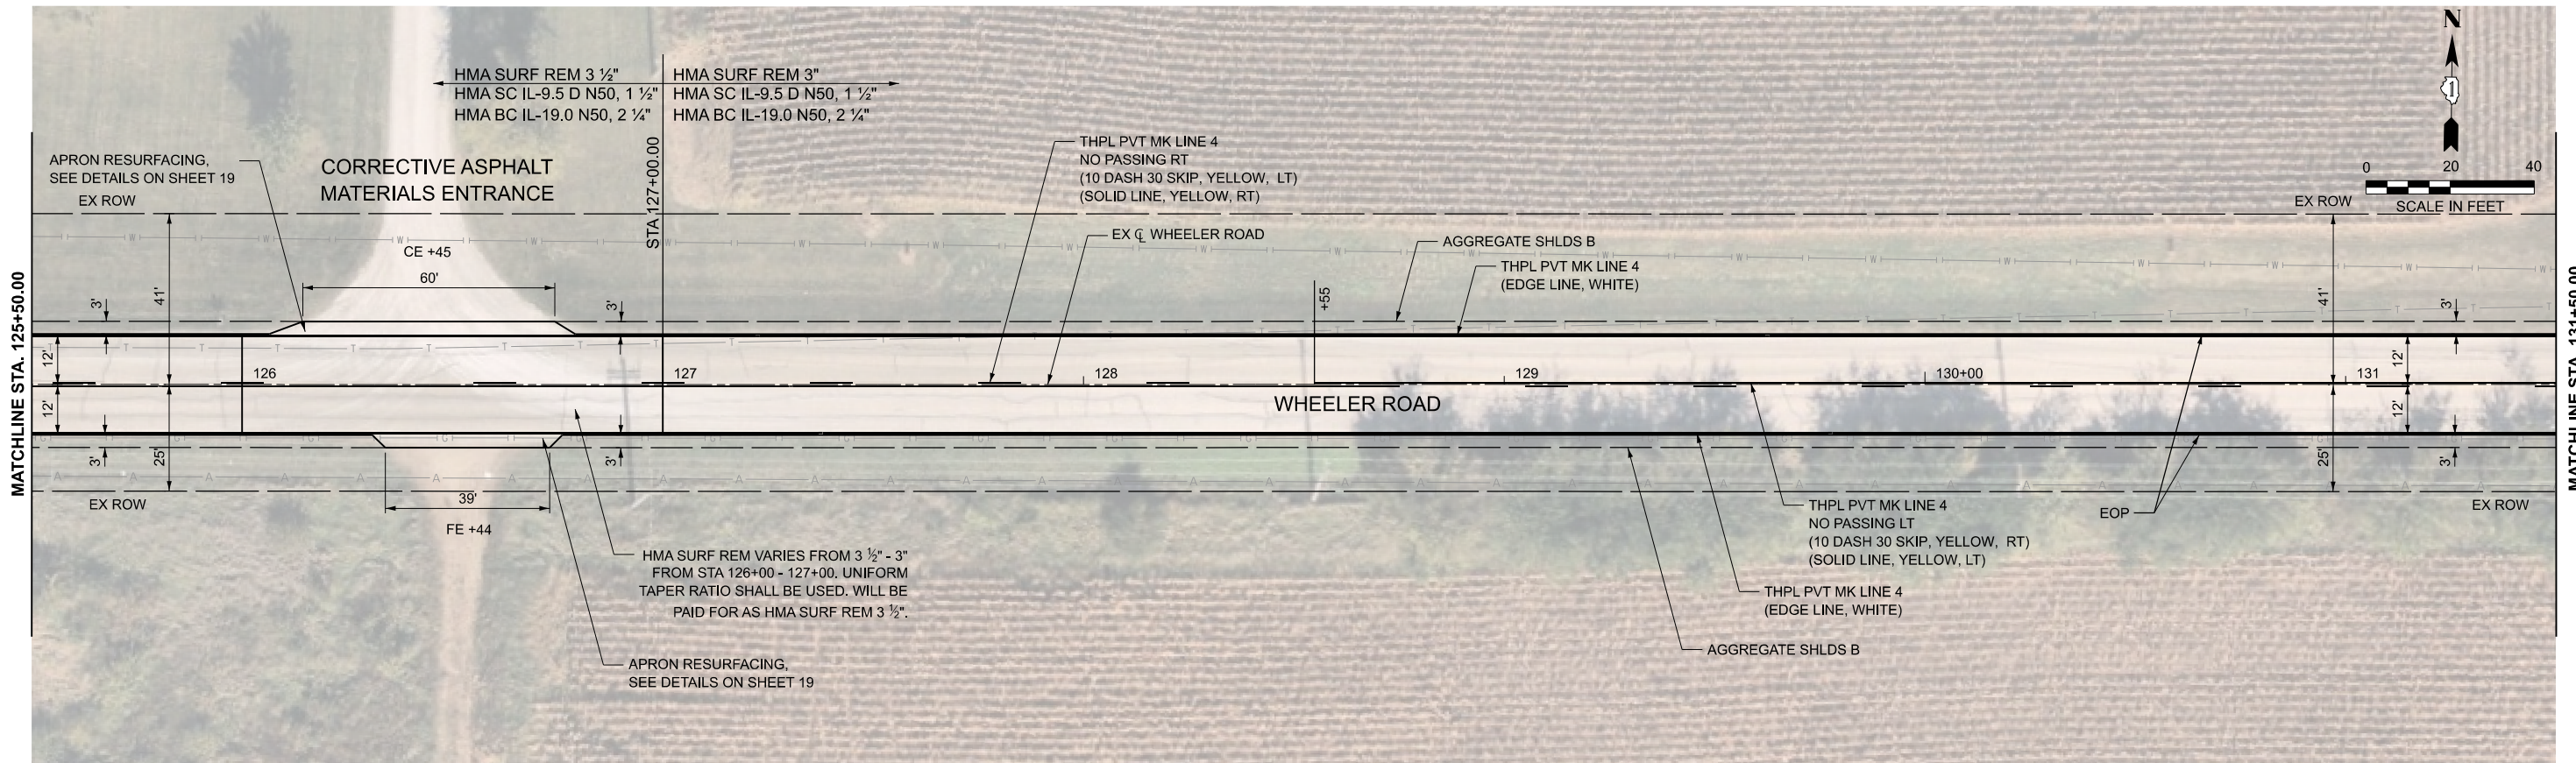 HMA SURF REM 3 ½"
HMA SC IL-9.5 D N50, 1 ½"
HMA BC IL-19.0 N50, 2 ¼"
HMA SURF REM 3"
HMA SC IL-9.5 D N50, 1 ½"
HMA BC IL-19.0 N50, 2 ¼"
N
1
0 20 40
SCALE IN FEET
APRON RESURFACING,
SEE DETAILS ON SHEET 19
EX ROW
CORRECTIVE ASPHALT
MATERIALS ENTRANCE
STA 127+00.00
THPL PVT MK LINE 4
NO PASSING RT
(10 DASH 30 SKIP, YELLOW, LT)
(SOLID LINE, YELLOW, RT)
EX ROW
EX ℄ WHEELER ROAD
AGGREGATE SHLDS B
THPL PVT MK LINE 4
(EDGE LINE, WHITE)
CE +45
60'
+55
41'
3'
3'
41'
3'
MATCHLINE STA. 125+50.00
MATCHLINE STA. 131+50.00
12'
12'
126
127
128
129
130+00
131
WHEELER ROAD
12'
12'
3'
25'
3'
25'
3'
39'
FE +44
EX ROW
EX ROW
HMA SURF REM VARIES FROM 3 ½" - 3"
FROM STA 126+00 - 127+00. UNIFORM
TAPER RATIO SHALL BE USED. WILL BE
PAID FOR AS HMA SURF REM 3 ½".
APRON RESURFACING,
SEE DETAILS ON SHEET 19
THPL PVT MK LINE 4
NO PASSING LT
(10 DASH 30 SKIP, YELLOW, RT)
(SOLID LINE, YELLOW, LT)
EOP
THPL PVT MK LINE 4
(EDGE LINE, WHITE)
AGGREGATE SHLDS B